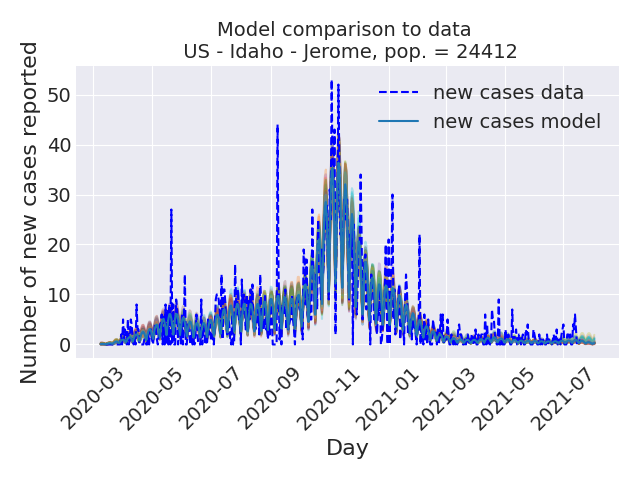 Model comparison to data
US - Idaho - Jerome, pop. = 24412
Number of new cases reported
50
40
30
20
10
0
new cases data
new cases model
2020-03
2020-05
2020-07
2020-09
2020-11
2021-01
2021-03
2021-05
2021-07
Day